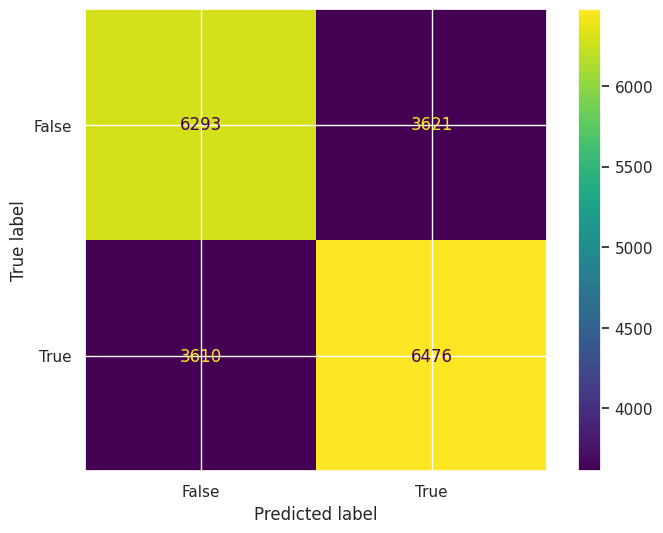 False
6293
3621
True
3610
6476
False
True
Predicted label
True label
6000
5500
5000
4500
4000